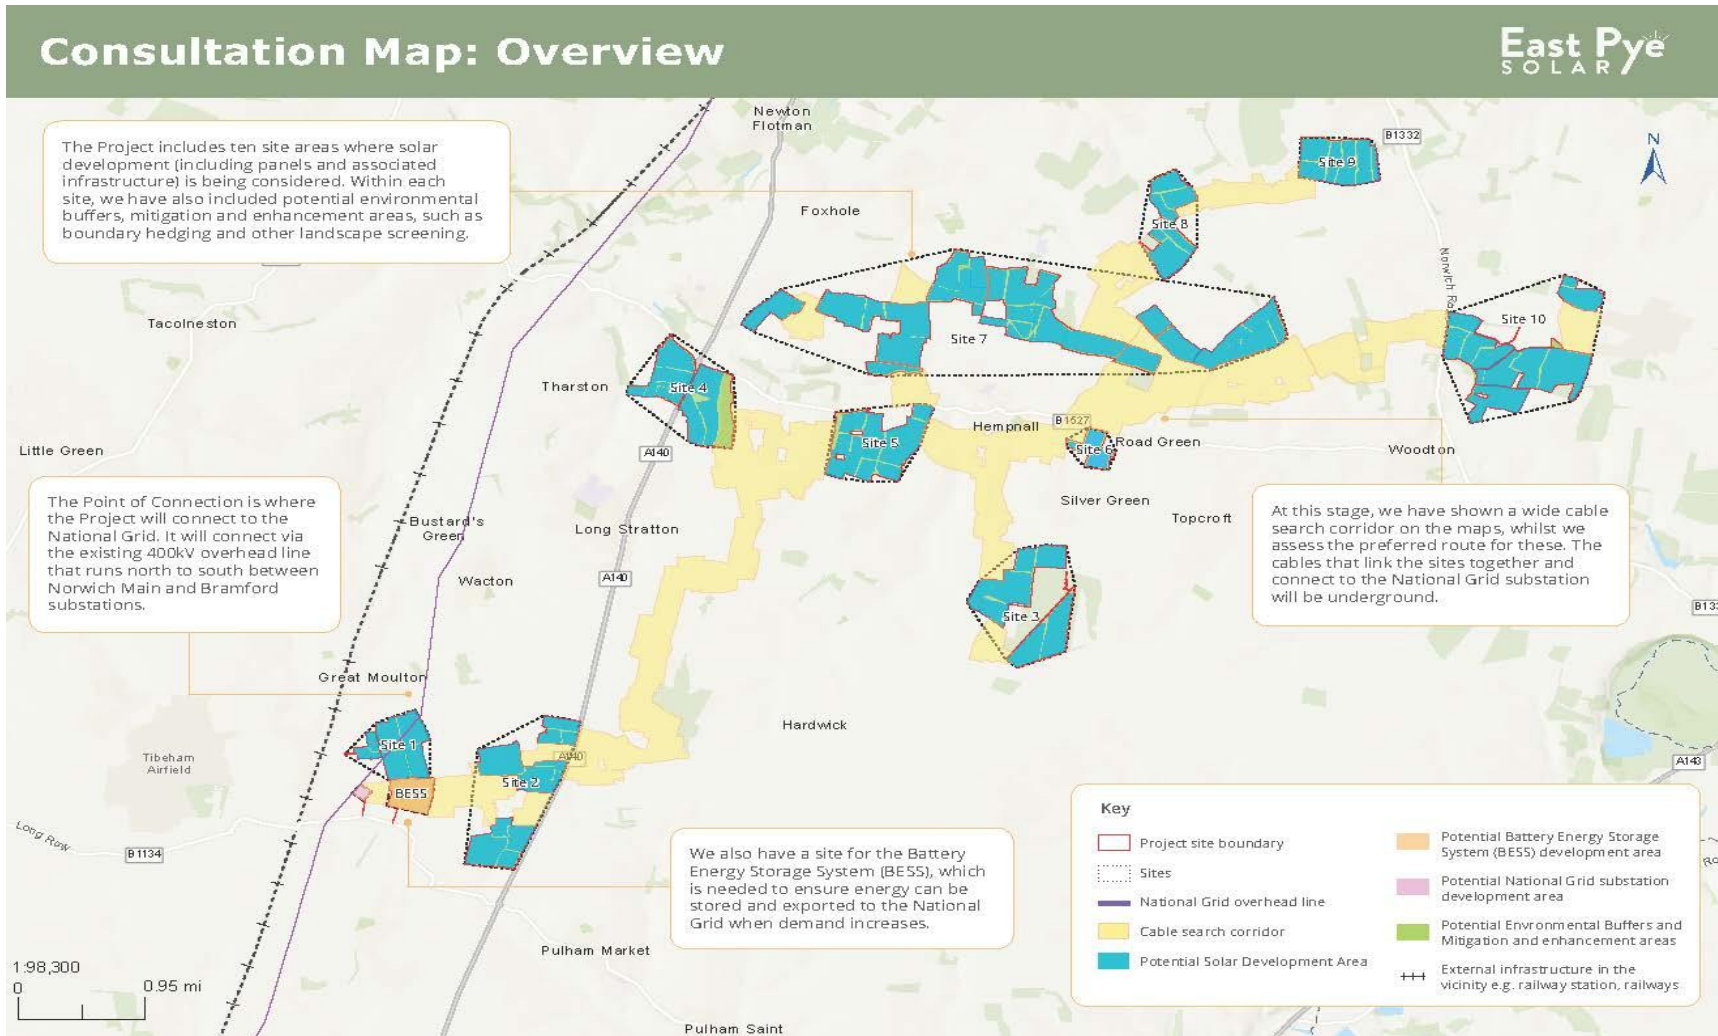 Consultation Map: Overview
East Pye
SOLAR
The Project includes ten site areas where solar
development (including panels and associated
infrastructure) is being considered. Within each
site, we have also included potential environmental
buffers, mitigation and enhancement areas, such as
boundary hedging and other landscape screening.
Newton
Flotman
B1332
N
Site 9
Foxhole
Site 8
Norwich Ro
Tacolneston
Site 10
Site 7
Tharston
Site 4
Hempnall
B1527
Site 5
Site 6
Road Green
Woodton
Little Green
A140
The Point of Connection is where
the Project will connect to the
National Grid. It will connect via
the existing 400kV overhead line
that runs north to south between
Norwich Main and Bramford
substations.
Bustard's
Green
Long Stratton
Silver Green
Topcroft
At this stage, we have shown a wide cable
search corridor on the maps, whilst we
assess the preferred route for these. The
cables that link the sites together and
connect to the National Grid substation
will be underground.
Wacton
A140
B133
Site 3
Great Moulton
Hardwick
Site 1
Tibeham
Airfield
A140
Site 2
A143
BESS
Long Row
B1134
We also have a site for the Battery
Energy Storage System (BESS), which
is needed to ensure energy can be
stored and exported to the National
Grid when demand increases.
Pulham Market
Pulham Saint
1:98,300
0
0.95 mi
Key
Project site boundary
Sites
National Grid overhead line
Cable search corridor
Potential Solar Development Area
Potential Battery Energy Storage
System (BESS) development area
Potential National Grid substation
development area
Potential Environmental Buffers and
Mitigation and enhancement areas
External infrastructure in the
vicinity e.g. railway station, railways
Ro